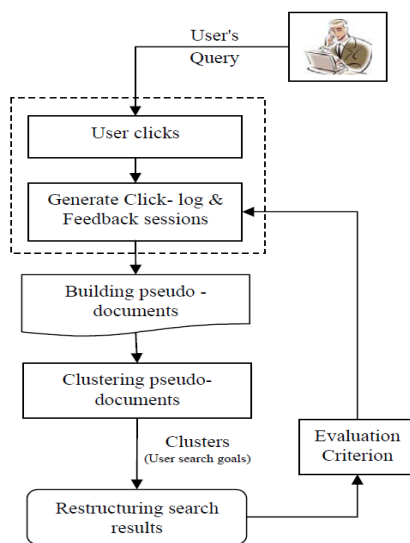 User's
Query
User clicks
Generate Click- log &
Feedback sessions
Building pseudo -
documents
Clustering pseudo-
documents
Clusters
(User search goals)
Evaluation
Criterion
Restructuring search
results